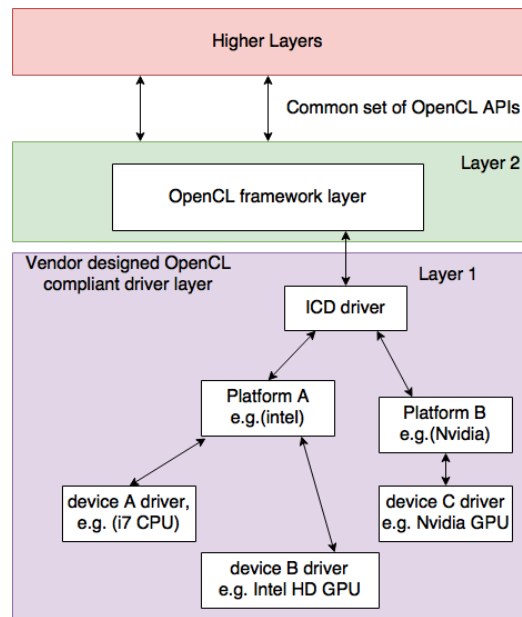 Higher Layers
Common set of OpenCL APIs
Layer 2
OpenCL framework layer
Vendor designed OpenCL
compliant driver layer
Layer 1
ICD driver
Platform A
e.g.(intel)
Platform B
e.g.(Nvidia)
device A driver,
e.g. (i7 CPU)
device C driver
e.g. Nvidia GPU
device B driver
e.g. Intel HD GPU